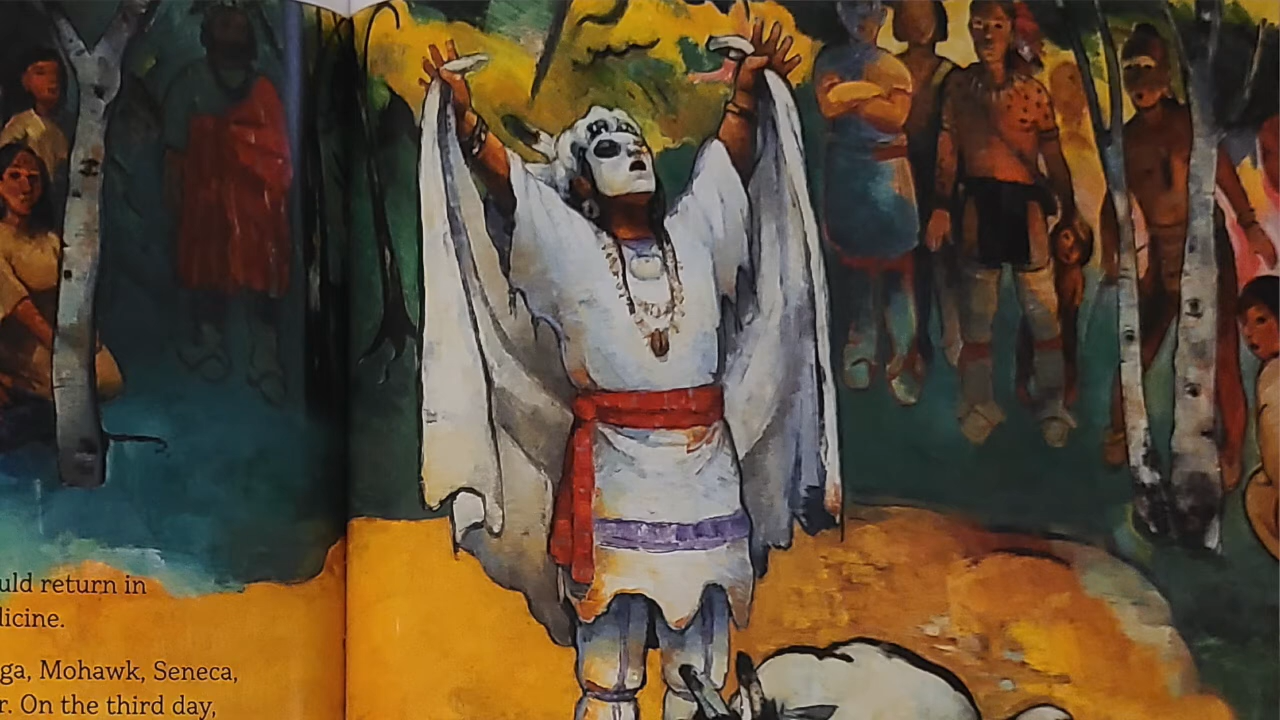 uld return in
licine.
ga, Mohawk, Seneca,
r. On the third day,